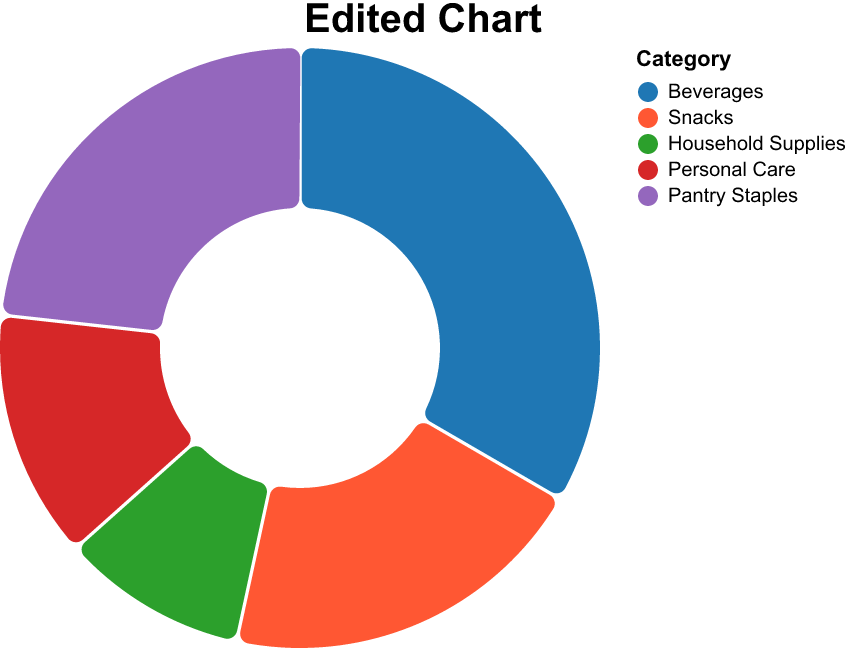 Edited Chart
Category
Beverages
Snacks
Household Supplies
Personal Care
Pantry Staples